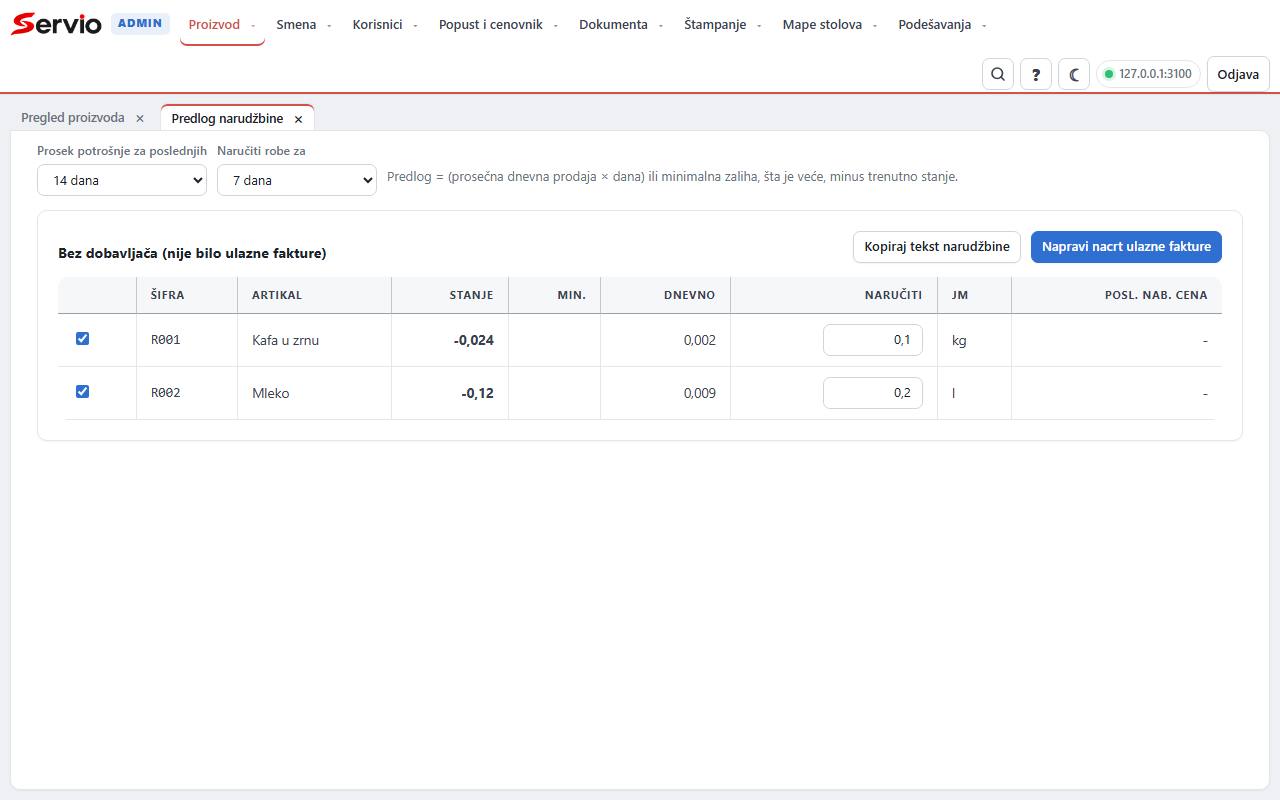 Servio ADMIN Proizvod Smena Korisnici Popust i cenovnik Dokumenta Štampanje Mape stolova Podešavanja
? 127.0.0.1:3100 Odjava
Pregled proizvoda × Predlog narudžbine ×
Prosek potrošnje za poslednjih Naručiti robe za
14 dana 7 dana Predlog = (prosečna dnevna prodaja × dana) ili minimalna zaliha, šta je veće, minus trenutno stanje.
Bez dobavljača (nije bilo ulazne fakture) Kopiraj tekst narudžbine Napravi nacrt ulazne fakture
ŠIFRA ARTIKAL STANJE MIN. DNEVNO NARUČITI JM POSL. NAB. CENA
R001 Kafa u zrnu -0,024 0,002 0,1 kg -
R002 Mleko -0,12 0,009 0,2 l -